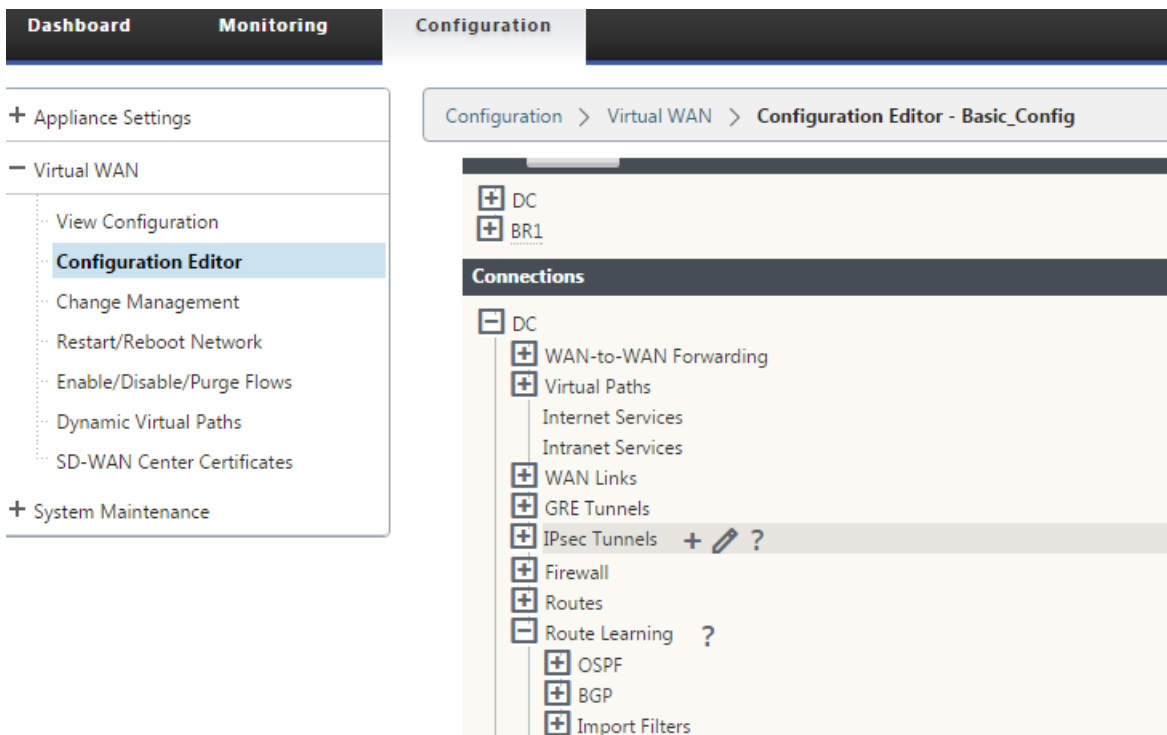 Dashboard Monitoring Configuration
+ Appliance Settings
− Virtual WAN
View Configuration
Configuration Editor
Change Management
Restart/Reboot Network
Enable/Disable/Purge Flows
Dynamic Virtual Paths
SD-WAN Center Certificates
+ System Maintenance
Configuration > Virtual WAN > Configuration Editor - Basic_Config
+ DC
+ BR1
Connections
− DC
+ WAN-to-WAN Forwarding
+ Virtual Paths
Internet Services
Intranet Services
+ WAN Links
+ GRE Tunnels
+ IPsec Tunnels + ?
+ Firewall
+ Routes
− Route Learning ?
+ OSPF
+ BGP
+ Import Filters